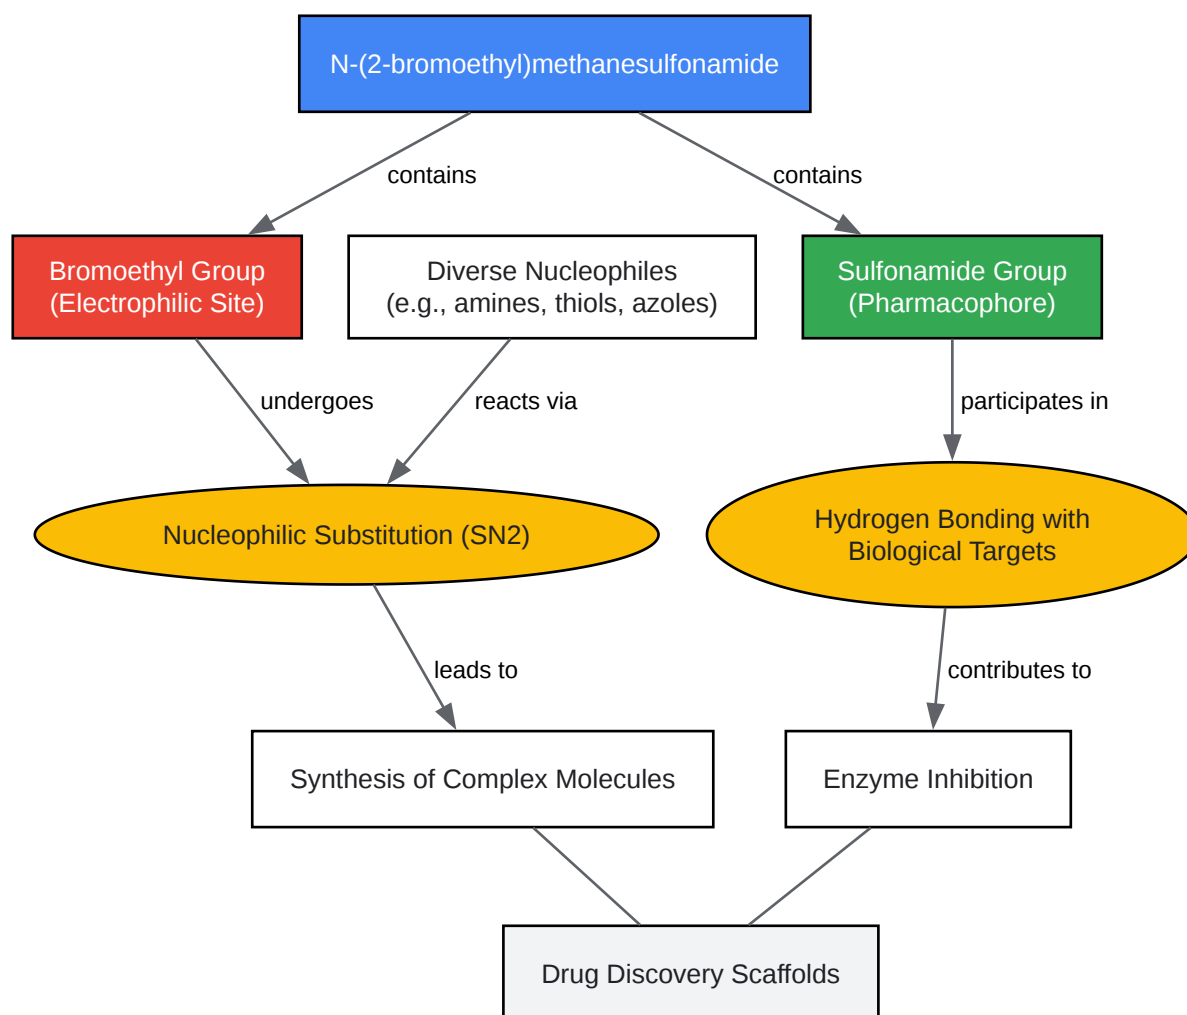 N-(2-bromoethyl)methanesulfonamide
contains
contains
Bromoethyl Group
(Electrophilic Site)
Diverse Nucleophiles
(e.g., amines, thiols, azoles)
Sulfonamide Group
(Pharmacophore)
undergoes
reacts via
participates in
Nucleophilic Substitution (SN2)
Hydrogen Bonding with
Biological Targets
leads to
contributes to
Synthesis of Complex Molecules
Enzyme Inhibition
Drug Discovery Scaffolds